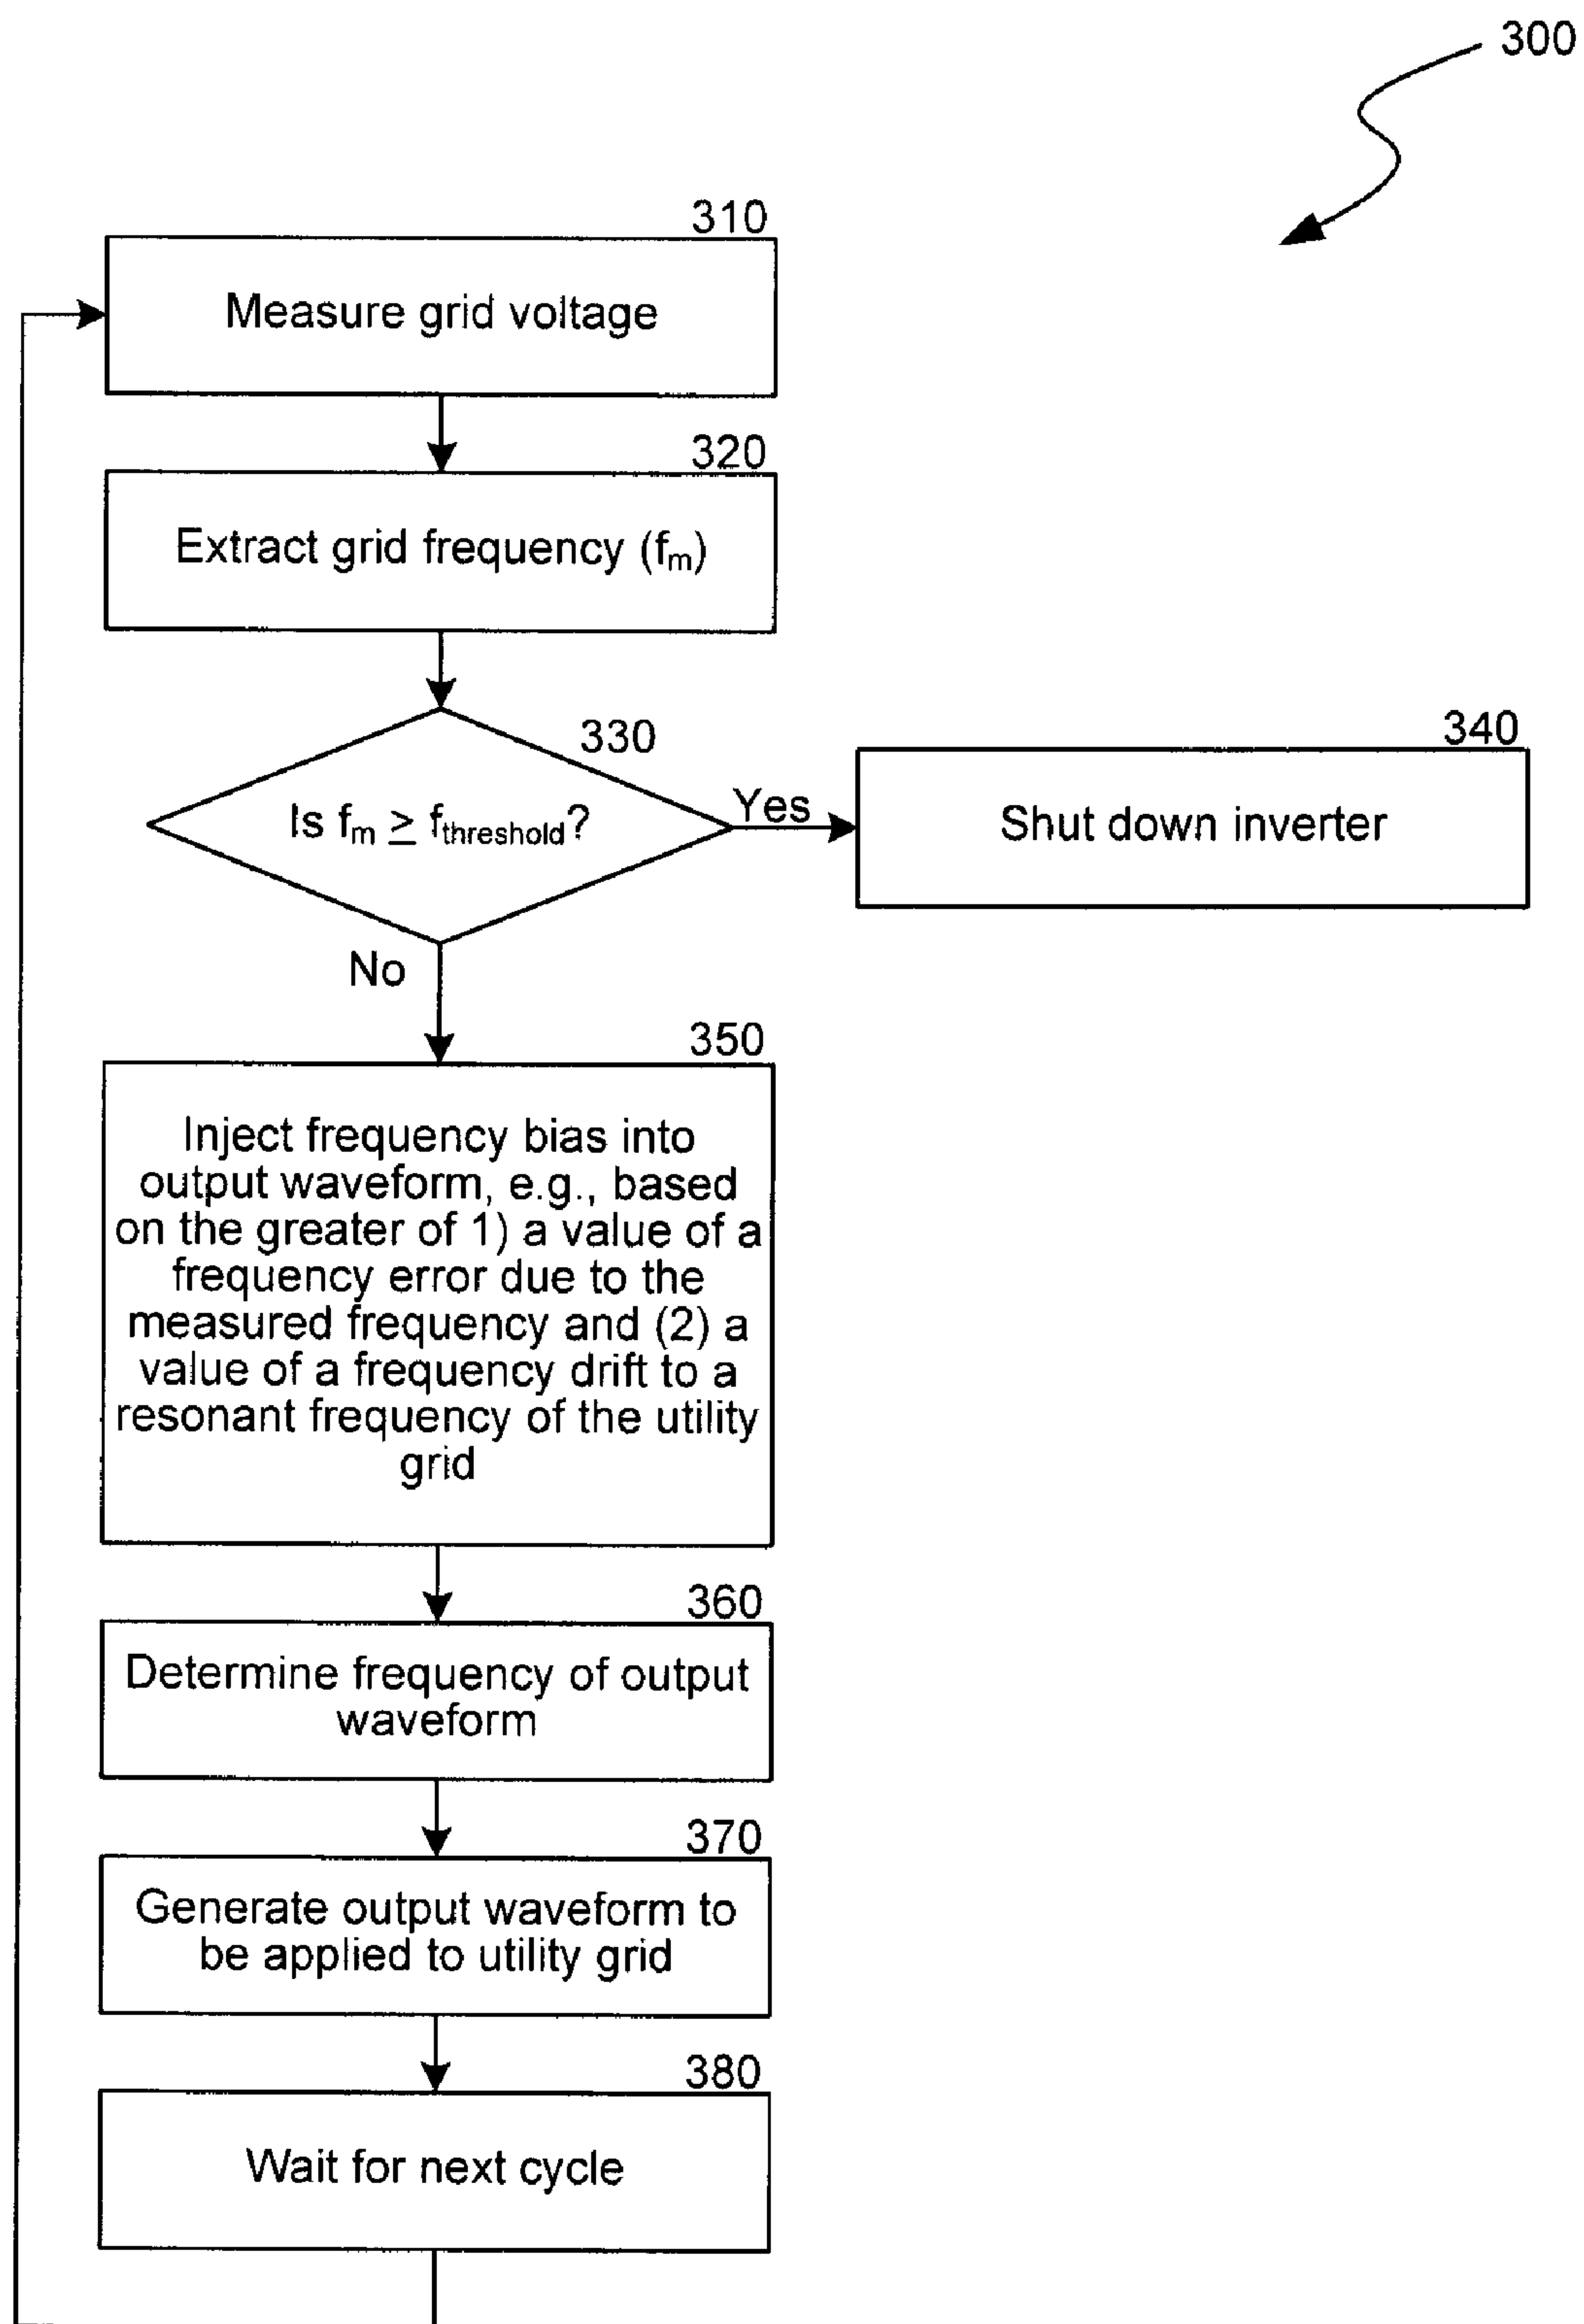 300
310
Measure grid voltage
320
Extract grid frequency (fm)
330
Is fm ≥ fthreshold?
Yes
340
Shut down inverter
No
350
Inject frequency bias into
output waveform, e.g., based
on the greater of 1) a value of a
frequency error due to the
measured frequency and (2) a
value of a frequency drift to a
resonant frequency of the utility
grid
360
Determine frequency of output
waveform
370
Generate output waveform to
be applied to utility grid
380
Wait for next cycle